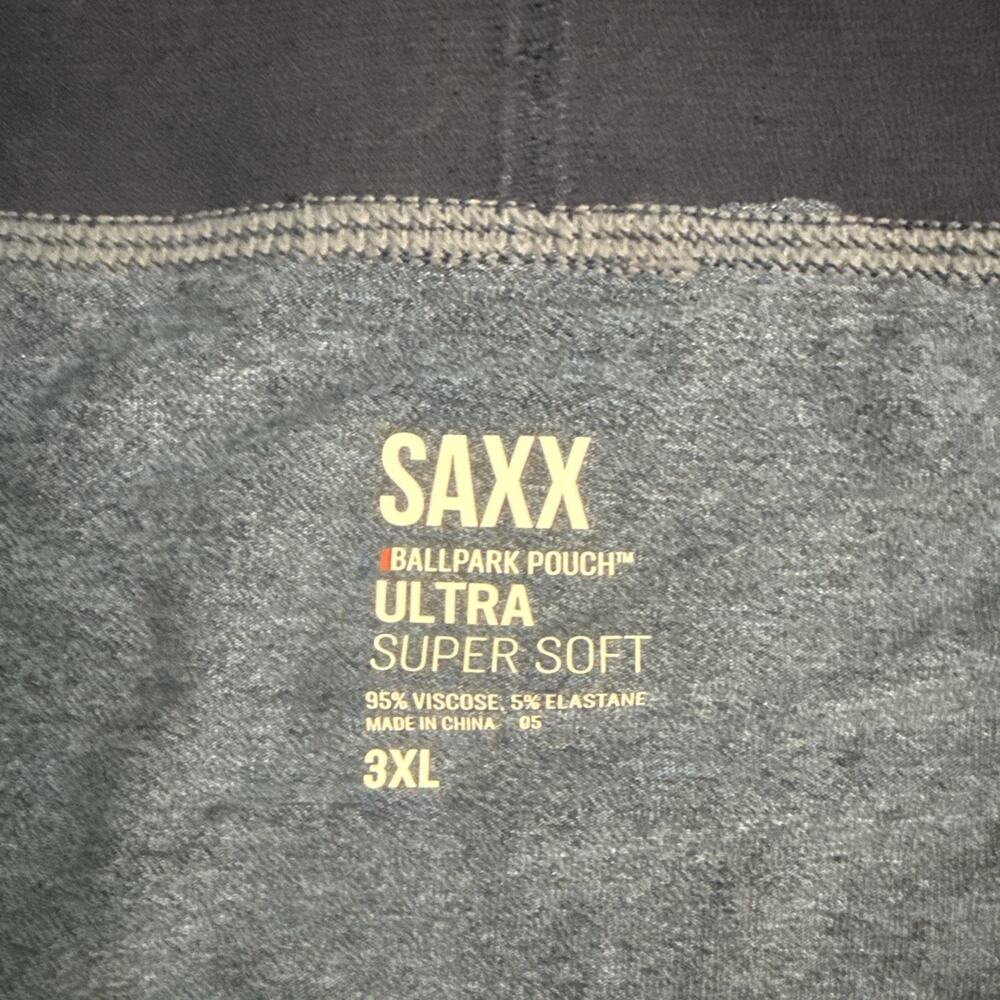 SAXX
BALLPARK POUCH™
ULTRA
SUPER SOFT
95% VISCOSE, 5% ELASTANE
MADE IN CHINA 05
3XL